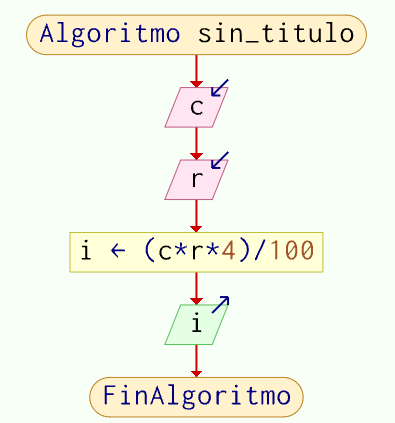 Algoritmo sin_titulo
c
r
i ← (c*r*4)/100
i
FinAlgoritmo